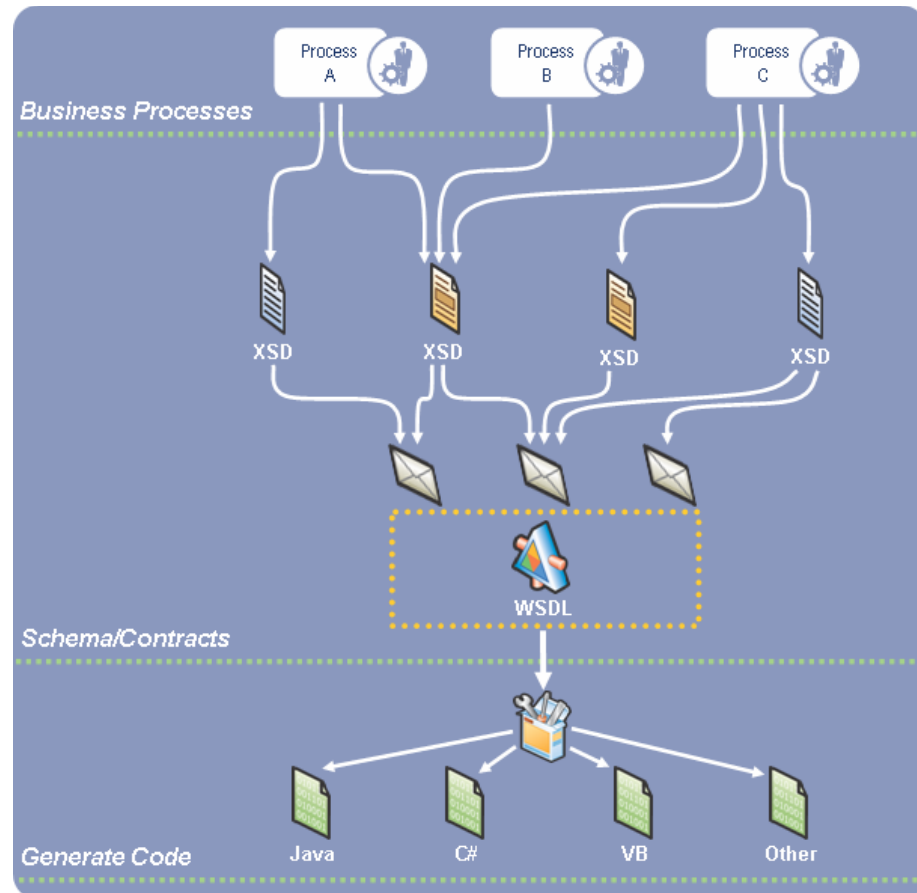 Process
A
Process
B
Process
C
Business Processes
XSD
XSD
XSD
XSD
WSDL
Schema/Contracts
Java
C#
VB
Other
Generate Code